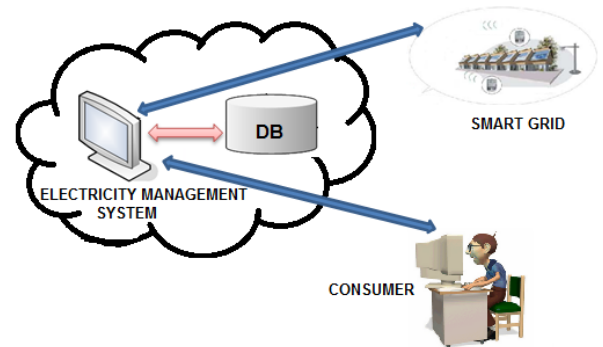 DB
SMART GRID
ELECTRICITY MANAGEMENT
SYSTEM
CONSUMER